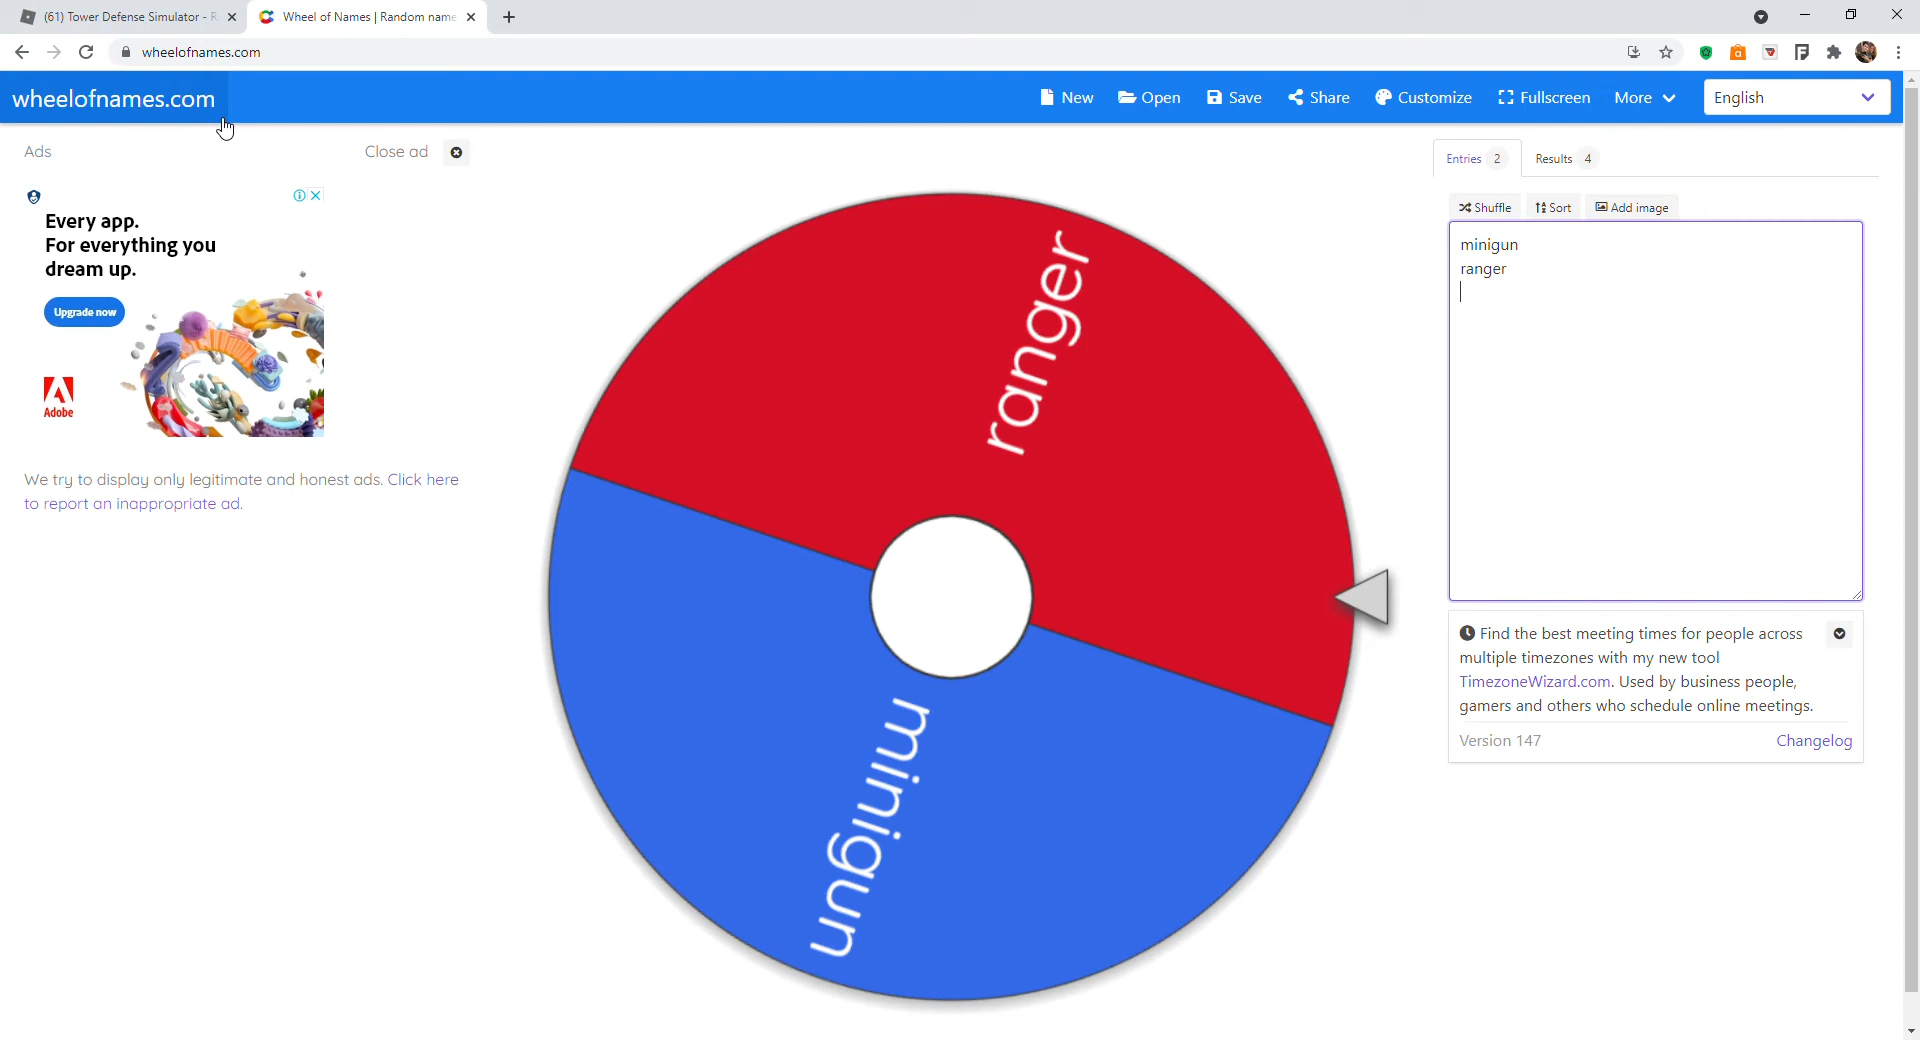 (61) Tower Defense Simulator - R
Wheel of Names | Random name
wheelofnames.com
wheelofnames.com
New
Open
Save
Share
Customize
Fullscreen
More
English
Ads
Close ad
Every app.
For everything you
dream up.
Upgrade now
Adobe
We try to display only legitimate and honest ads. Click here
to report an inappropriate ad.
ranger
minigun
Entries 2
Results 4
Shuffle
Sort
Add image
minigun
ranger
Find the best meeting times for people across
multiple timezones with my new tool
TimezoneWizard.com. Used by business people,
gamers and others who schedule online meetings.
Version 147
Changelog